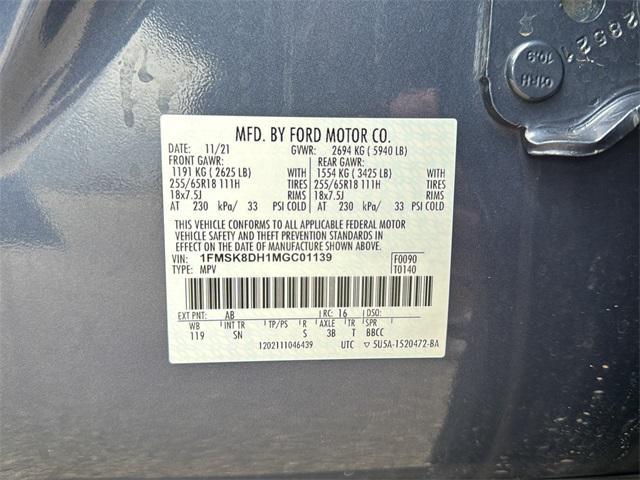 28521
01RH
10.9
MFD. BY FORD MOTOR CO.
DATE: 11/21 GVWR: 2694 KG ( 5940 LB)
FRONT GAWR: REAR GAWR:
1191 KG ( 2625 LB) WITH 1554 KG ( 3425 LB) WITH
255/65R18 111H TIRES 255/65R18 111H TIRES
18x7.5J RIMS 18x7.5J RIMS
AT 230 kPa/ 33 PSI COLD AT 230 kPa/ 33 PSI COLD
THIS VEHICLE CONFORMS TO ALL APPLICABLE FEDERAL MOTOR
VEHICLE SAFETY AND THEFT PREVENTION STANDARDS IN
EFFECT ON THE DATE OF MANUFACTURE SHOWN ABOVE.
VIN: 1FMSK8DH1MGC01139 F0090
TYPE: MPV T0140
EXT PNT: AB RC: 16 DSO:
WB INT TR TP/PS R AXLE TR SPR
119 SN S 3B T BBCC
1202111046439 UTC ▽ 5U5A-1520472-BA